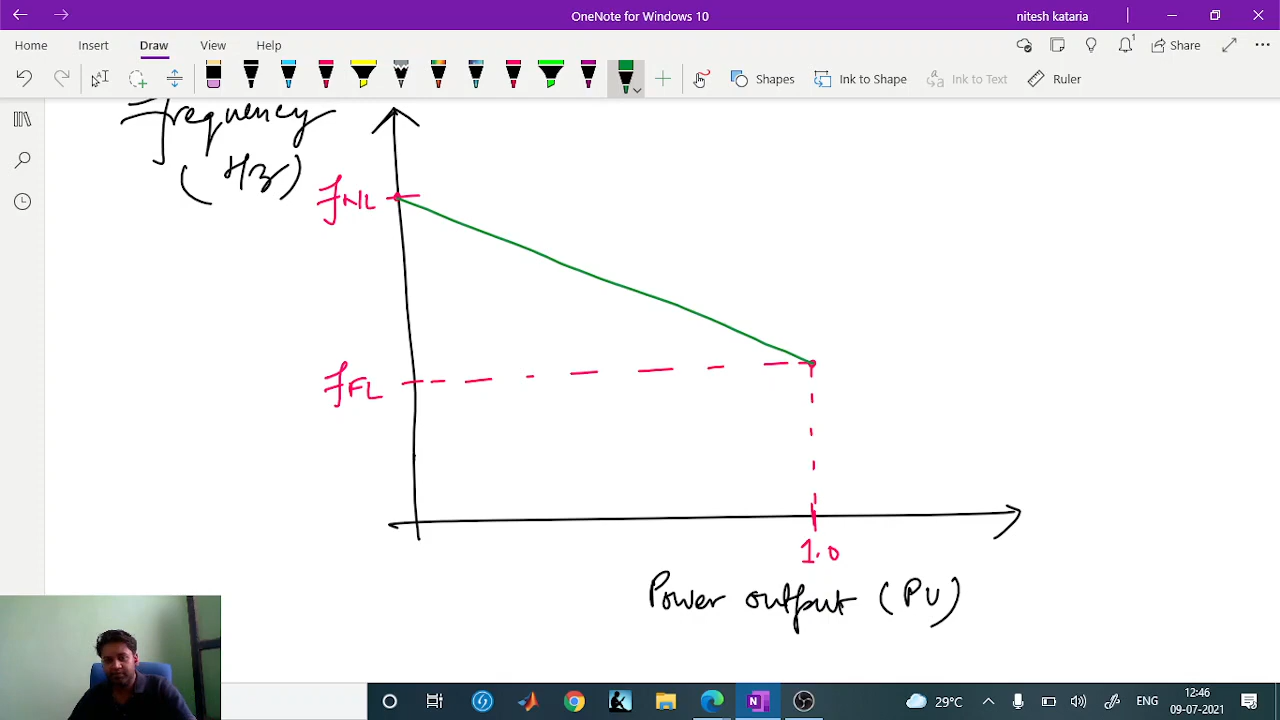 OneNote for Windows 10
nitesh kataria
Home Insert Draw View Help
Share
Shapes
Ink to Shape
Ink to Text
Ruler
Frequency
(Hz)
fNL
fFL
1.0
Power output (PU)
29°C
ENG
12:46
09-07-2021